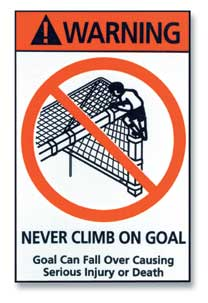 WARNING
NEVER CLIMB ON GOAL
Goal Can Fall Over Causing
Serious Injury or Death